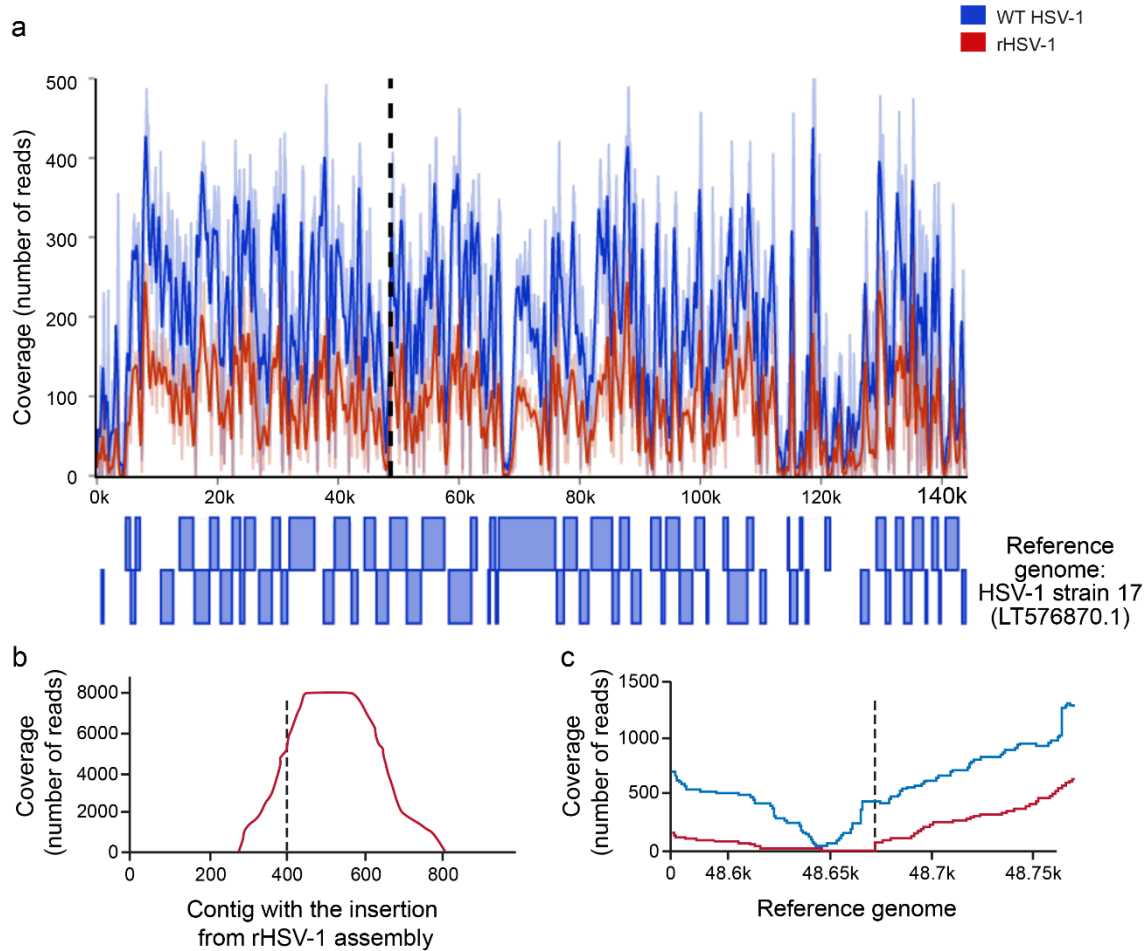 a
WT HSV-1
rHSV-1
Coverage (number of reads)
500
400
300
200
100
0
0k
20k
40k
60k
80k
100k
120k
140k
Reference
genome:
HSV-1 strain 17
(LT576870.1)
b
Coverage
(number of reads)
8000
6000
4000
2000
0
0
200
400
600
800
Contig with the insertion
from rHSV-1 assembly
c
Coverage
(number of reads)
1500
1000
500
0
0
48.6k
48.65k
48.7k
48.75k
Reference genome